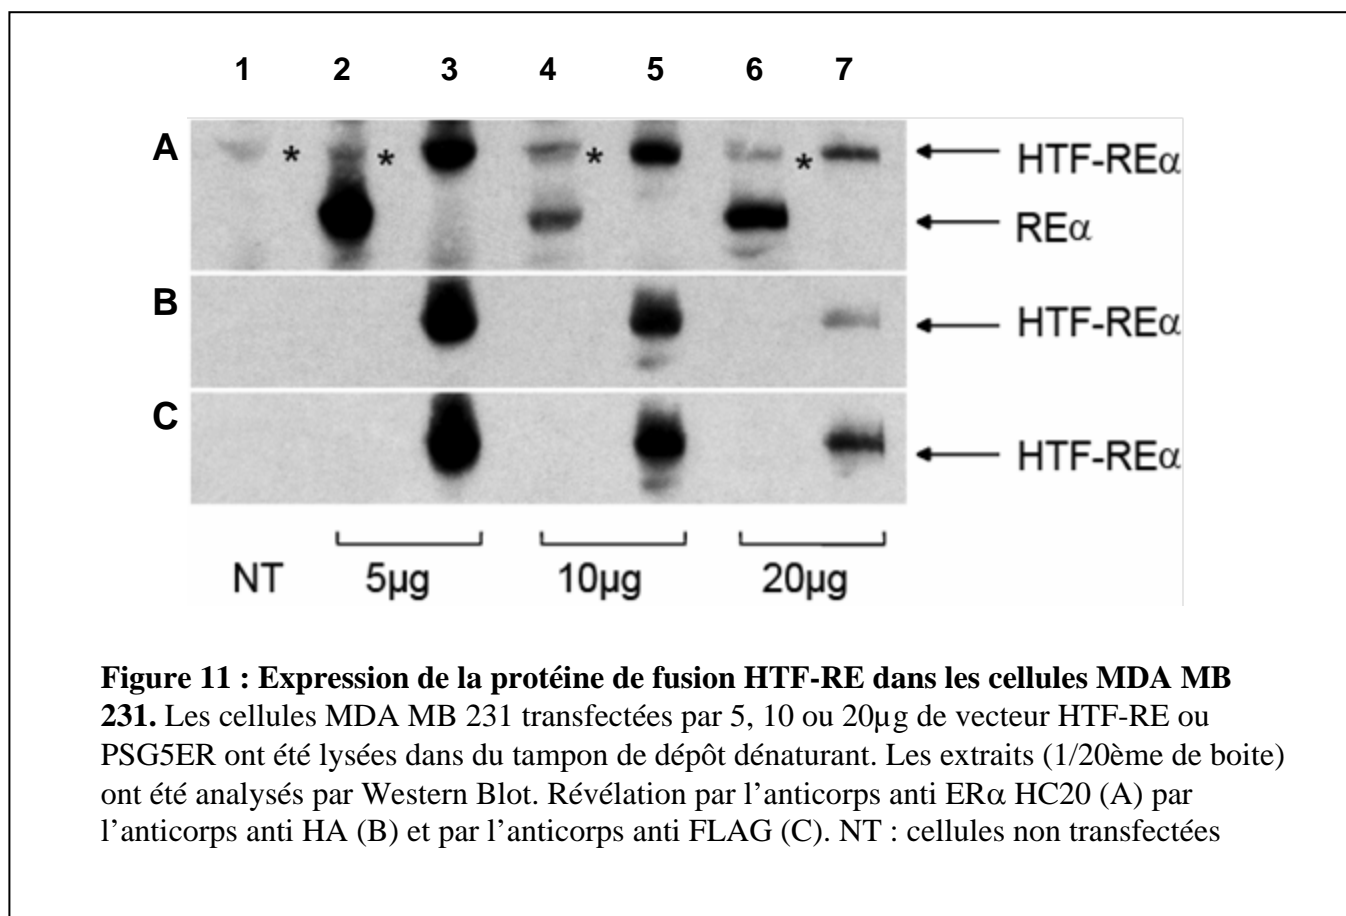 1 2 3 4 5 6 7
A * * * * HTF-REα
REα
B HTF-REα
C HTF-REα
NT 5µg 10µg 20µg
Figure 11 : Expression de la protéine de fusion HTF-RE dans les cellules MDA MB
231. Les cellules MDA MB 231 transfectées par 5, 10 ou 20µg de vecteur HTF-RE ou
PSG5ER ont été lysées dans du tampon de dépôt dénaturant. Les extraits (1/20ème de boite)
ont été analysés par Western Blot. Révélation par l’anticorps anti ERα HC20 (A) par
l’anticorps anti HA (B) et par l’anticorps anti FLAG (C). NT : cellules non transfectées